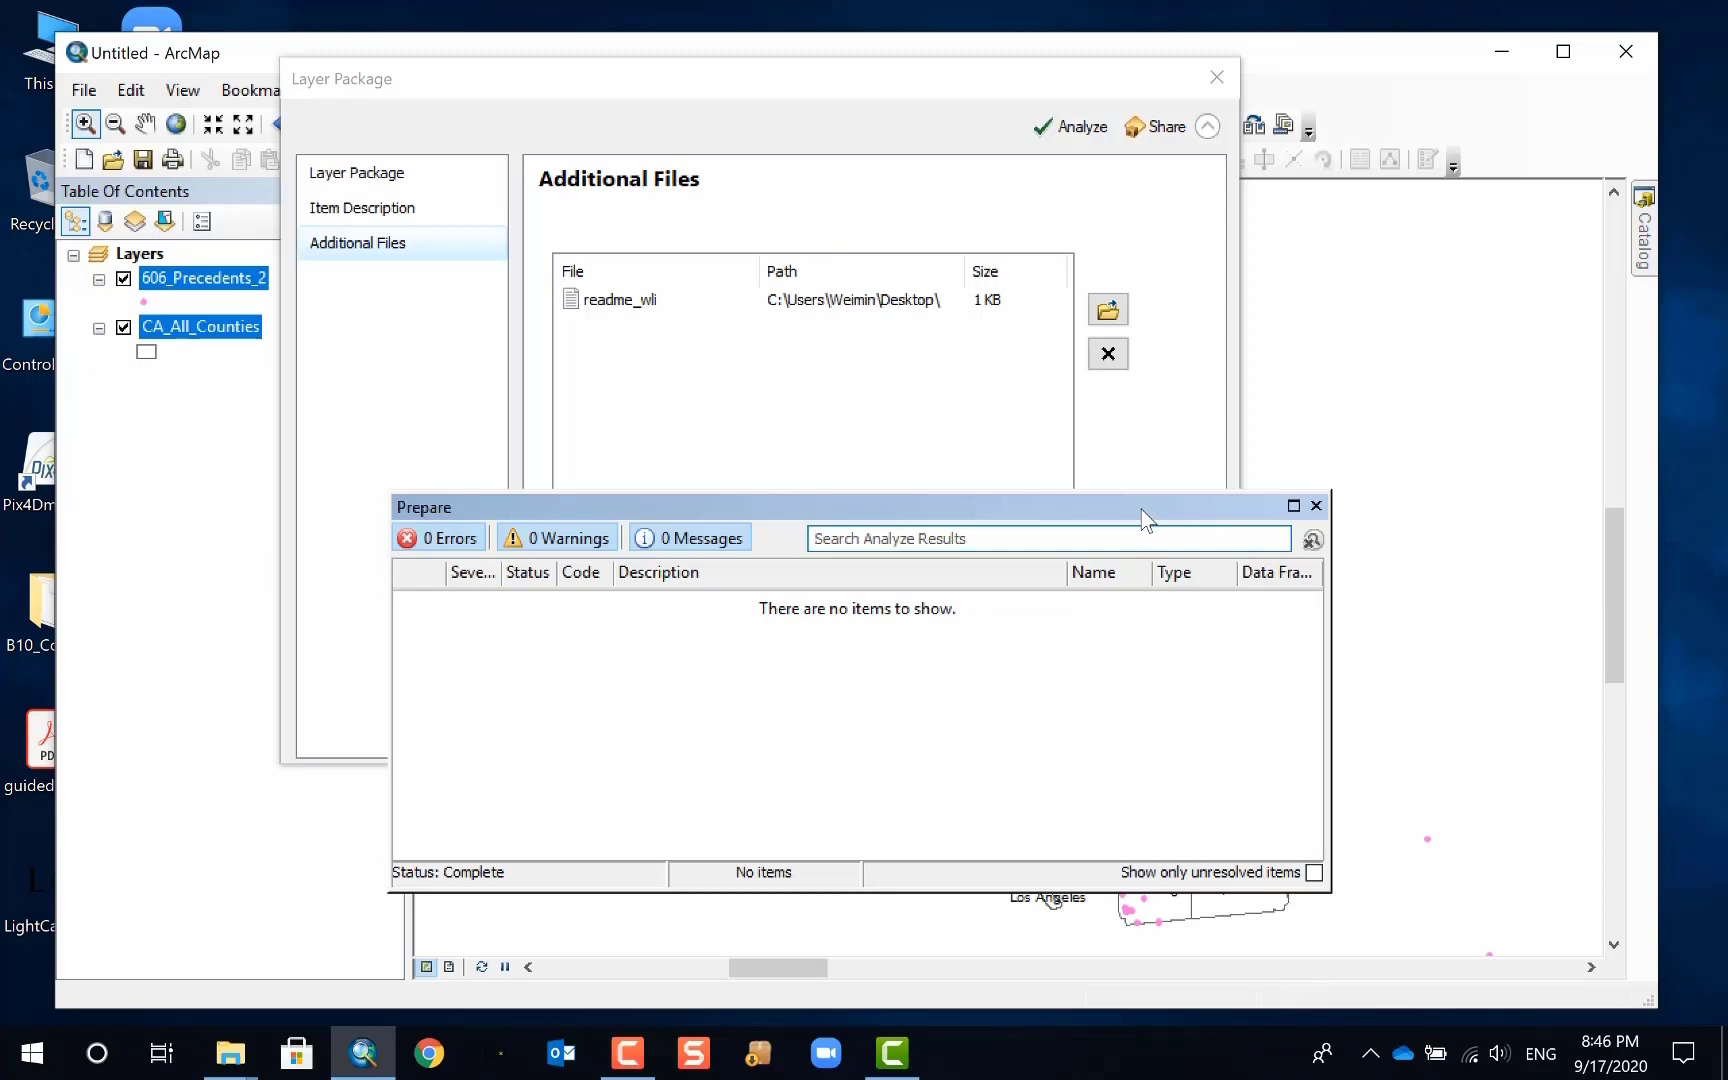 This
Recycl
Control
Pix4Dm
B10_Co
PD
guided
LightCa
Untitled - ArcMap
File Edit View Bookma
Table Of Contents
Layers
606_Precedents_2
CA_All_Counties
Layer Package
Analyze Share
Layer Package
Item Description
Additional Files
Additional Files
File Path Size
readme_wli C:\Users\Weimin\Desktop\ 1 KB
Catalog
Prepare
0 Errors 0 Warnings 0 Messages Search Analyze Results
Seve... Status Code Description Name Type Data Fra...
There are no items to show.
Status: Complete No items Show only unresolved items
Los Angeles
ENG
8:46 PM
9/17/2020